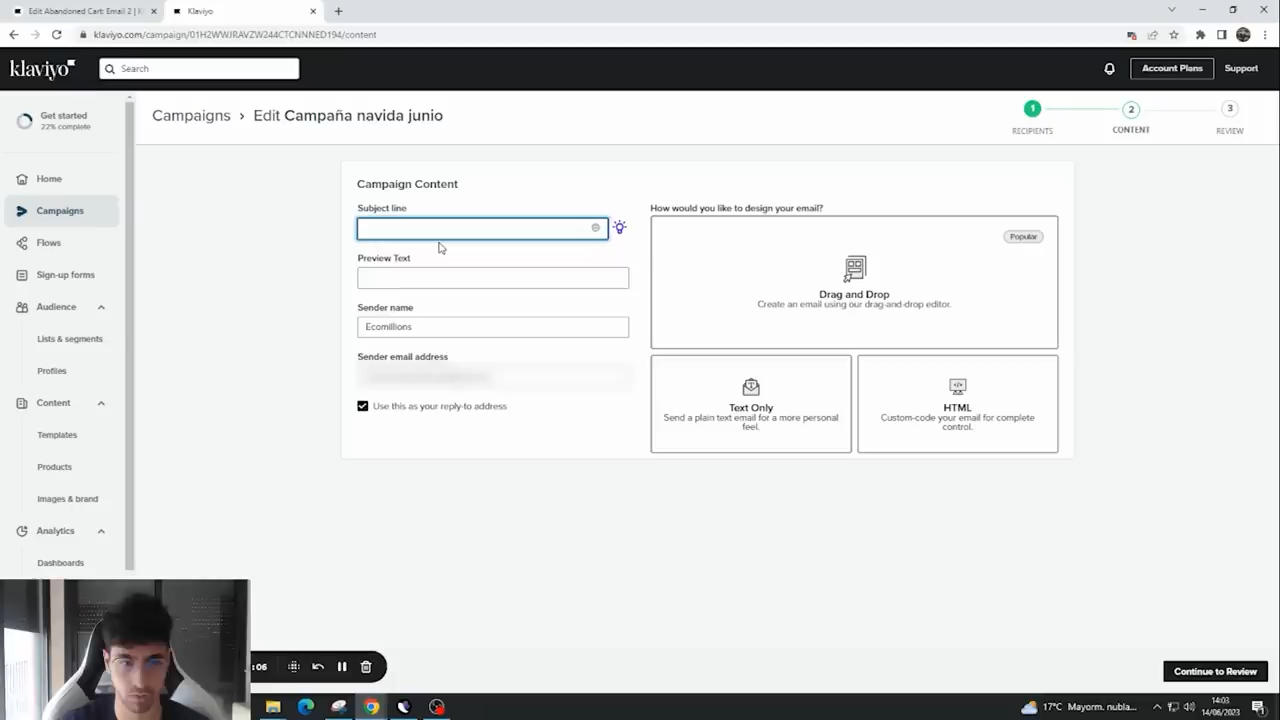 Edit Abandoned Cart: Email 2 | K
Klaviyo
klaviyo.com/campaign/01H2WWJRAVZW244CTCNNNED194/content
klaviyo
Search
Account Plans
Support
Get started
22% complete
Campaigns › Edit Campaña navida junio
1
2
3
RECIPIENTS
CONTENT
REVIEW
Home
Campaigns
Flows
Sign-up forms
Audience
Lists & segments
Profiles
Content
Templates
Products
Images & brand
Analytics
Dashboards
Campaign Content
Subject line
Preview Text
Sender name
Ecomillions
Sender email address
Use this as your reply-to address
How would you like to design your email?
Popular
Drag and Drop
Create an email using our drag-and-drop editor.
Text Only
Send a plain text email for a more personal
feel.
HTML
Custom-code your email for complete
control.
:06
Continue to Review
17°C Mayorm. nubla...
14:03
14/06/2023